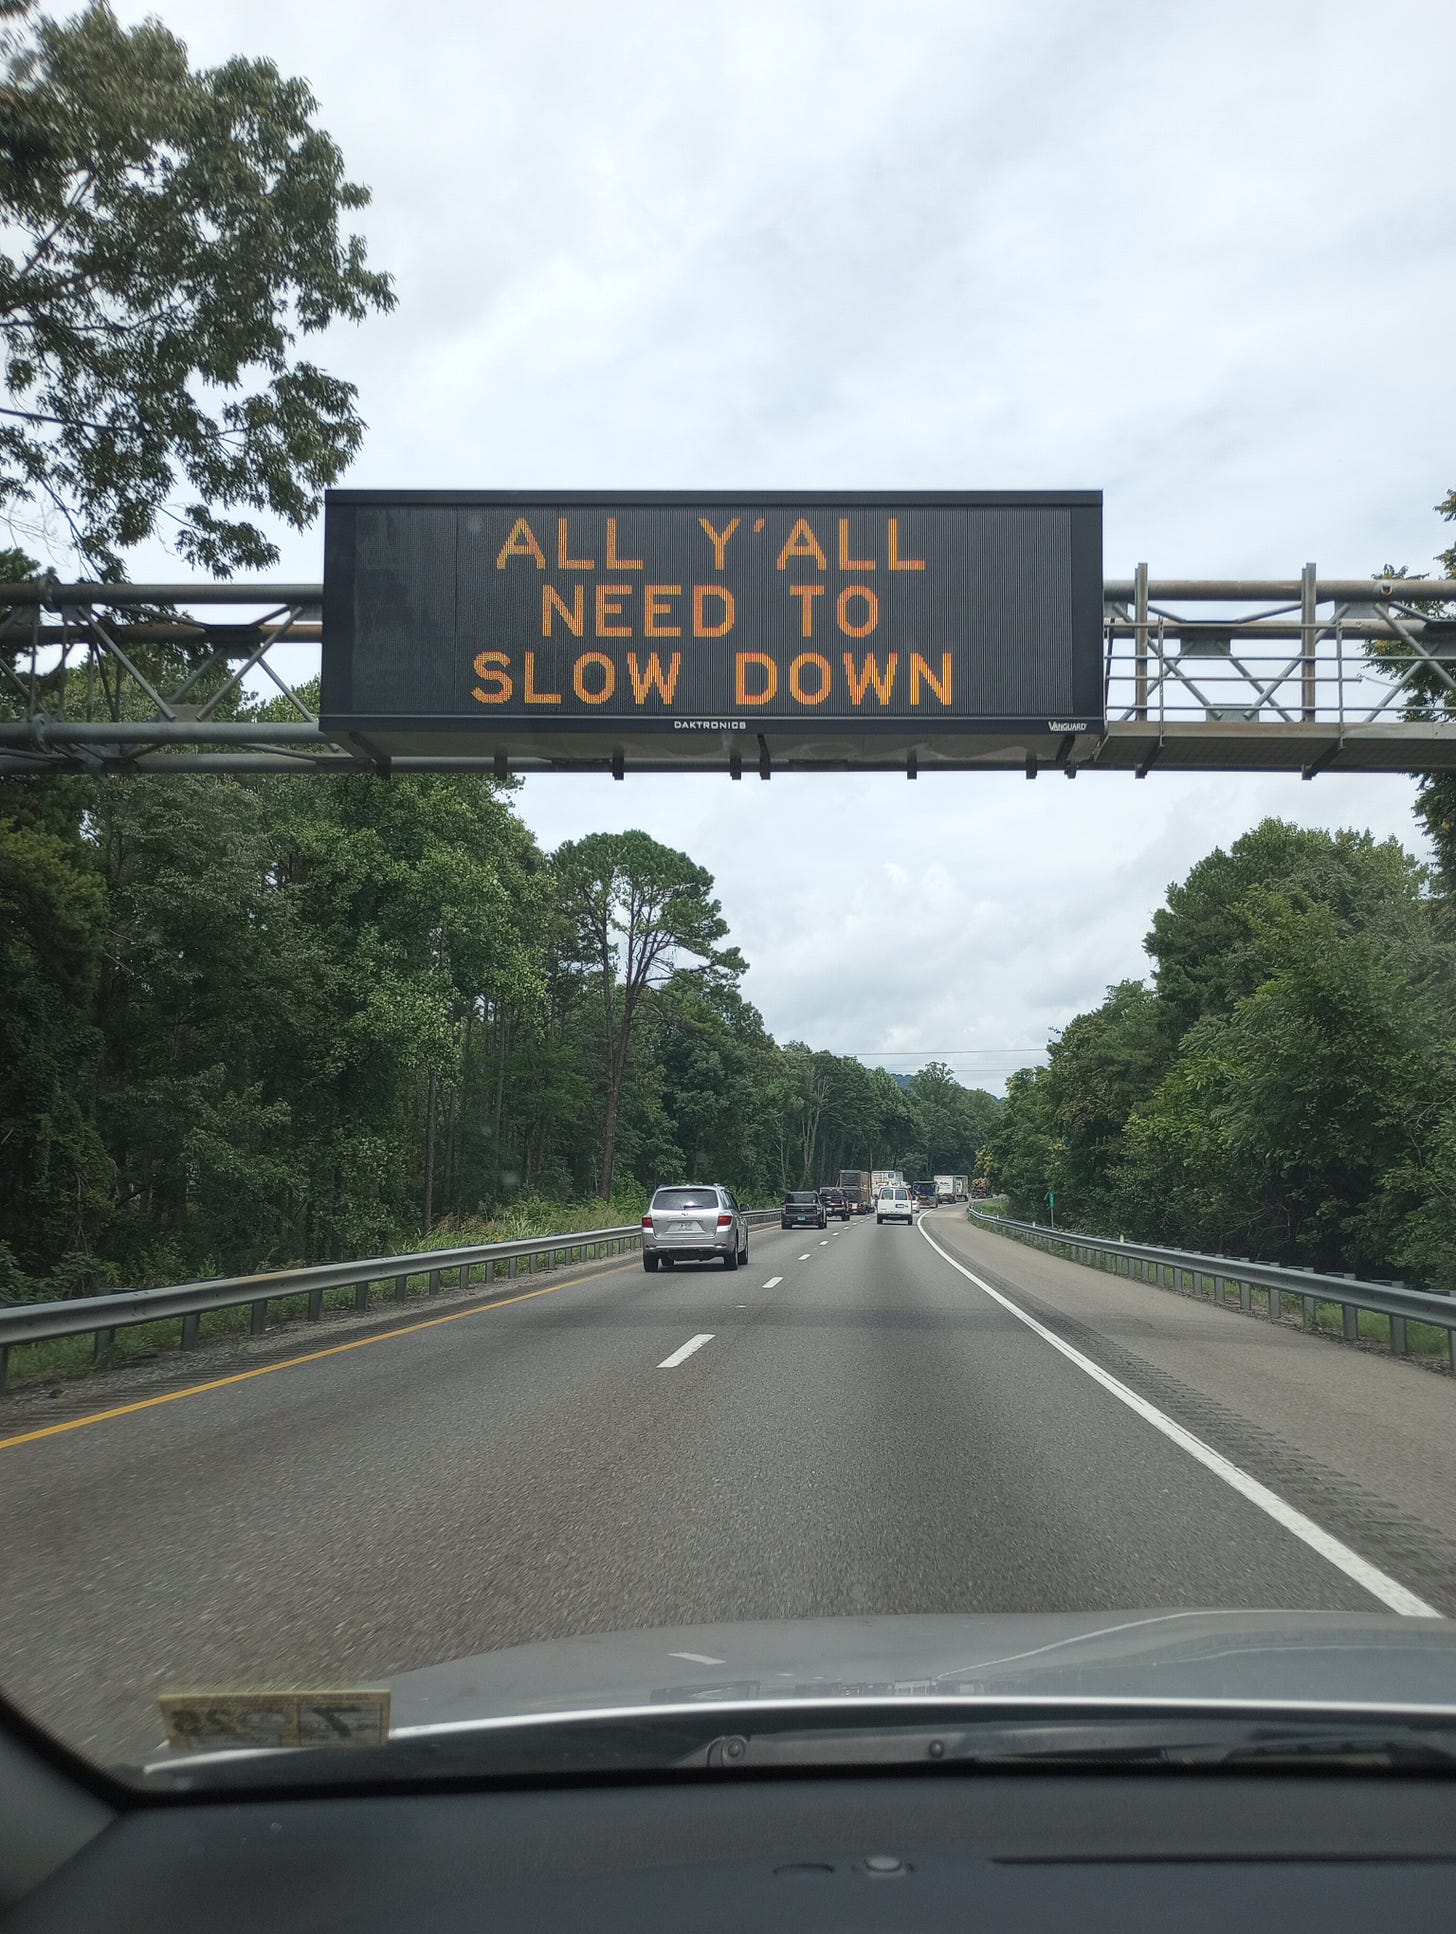 ALL Y'ALL
NEED TO
SLOW DOWN
DAKTRONICS
VANGUARD